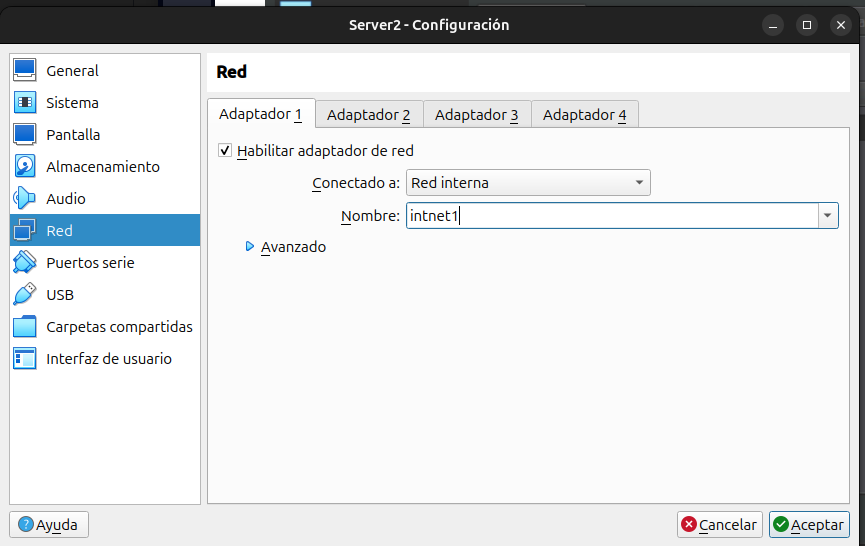 Server2 - Configuración
General
Sistema
Pantalla
Almacenamiento
Audio
Red
Puertos serie
USB
Carpetas compartidas
Interfaz de usuario
Red
Adaptador 1 Adaptador 2 Adaptador 3 Adaptador 4
Habilitar adaptador de red
Conectado a: Red interna
Nombre: intnet1
Avanzado
Ayuda
Cancelar
Aceptar